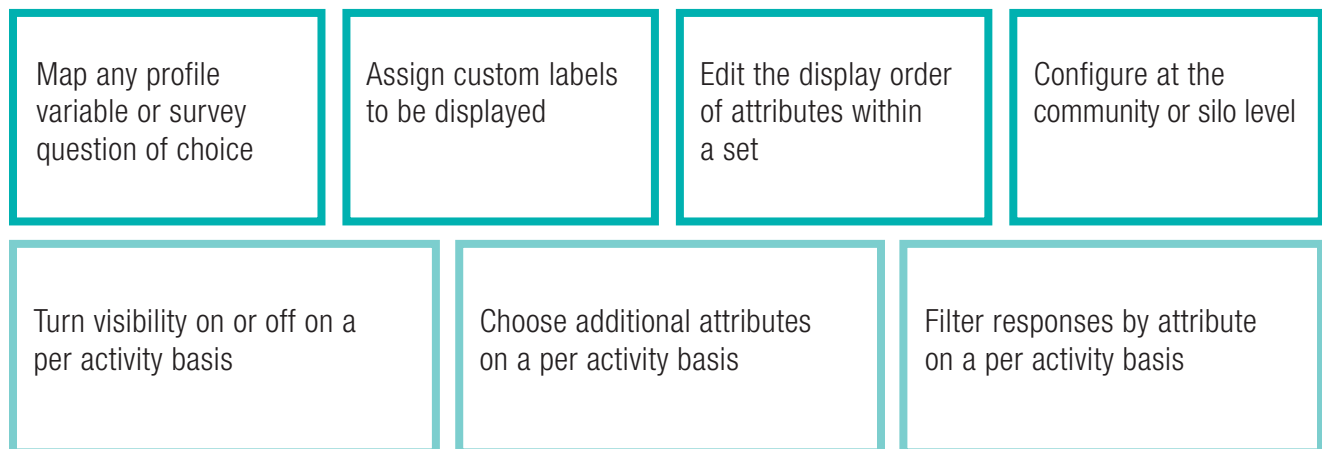 Map any profile
variable or survey
question of choice
Assign custom labels
to be displayed
Edit the display order
of attributes within
a set
Configure at the
community or silo level
Turn visibility on or off on a
per activity basis
Choose additional attributes
on a per activity basis
Filter responses by attribute
on a per activity basis